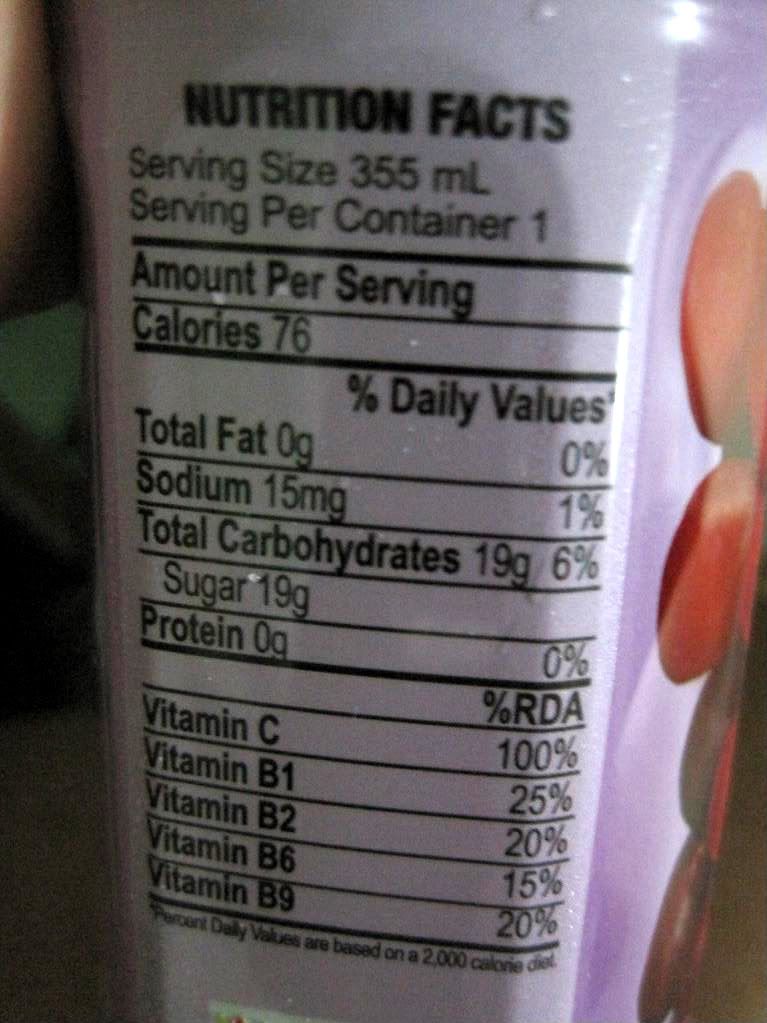 NUTRITION FACTS
Serving Size 355 mL
Serving Per Container 1
Amount Per Serving
Calories 76
% Daily Values*
Total Fat 0g 0%
Sodium 15mg 1%
Total Carbohydrates 19g 6%
Sugar 19g
Protein 0g 0%
%RDA
Vitamin C 100%
Vitamin B1 25%
Vitamin B2 20%
Vitamin B6 15%
Vitamin B9 20%
*Percent Daily Values are based on a 2,000 calorie diet.